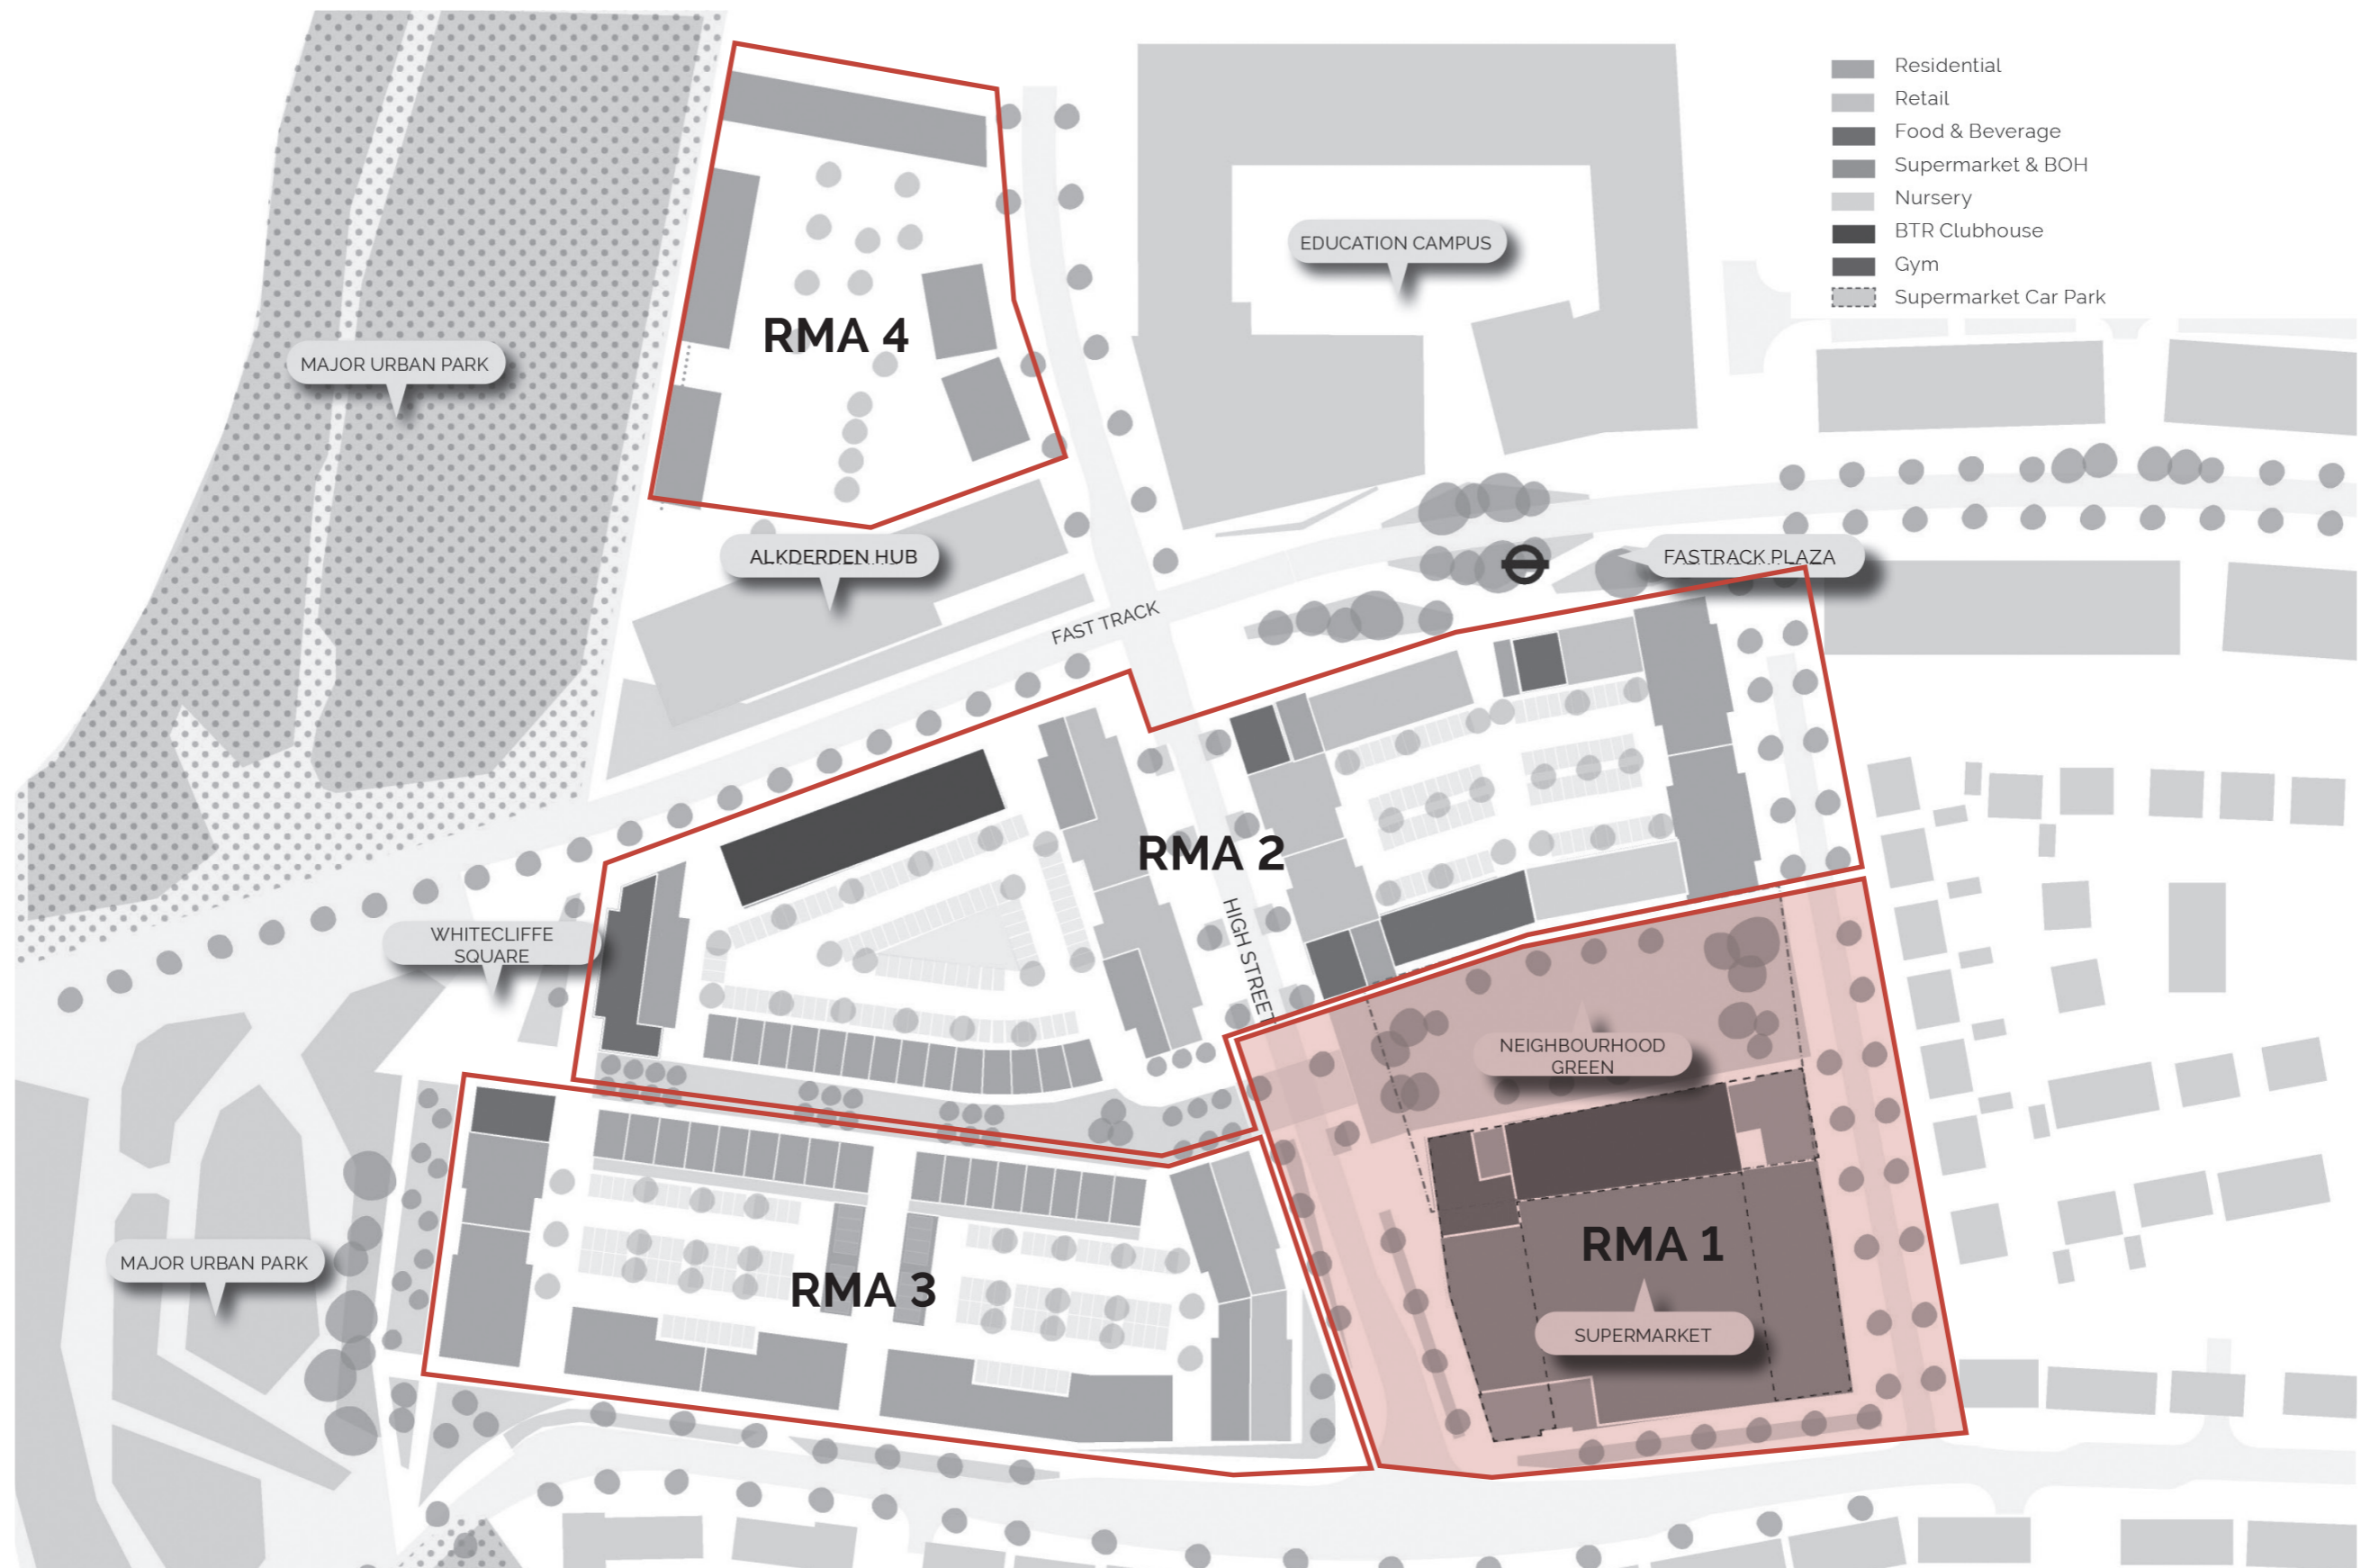 Residential
Retail
Food & Beverage
Supermarket & BOH
Nursery
BTR Clubhouse
Gym
Supermarket Car Park
EDUCATION CAMPUS
RMA 4
MAJOR URBAN PARK
ALKDERDEN HUB
FASTRACK PLAZA
FAST TRACK
RMA 2
WHITECLIFFE
SQUARE
HIGH STREET
NEIGHBOURHOOD
GREEN
RMA 1
MAJOR URBAN PARK
RMA 3
SUPERMARKET